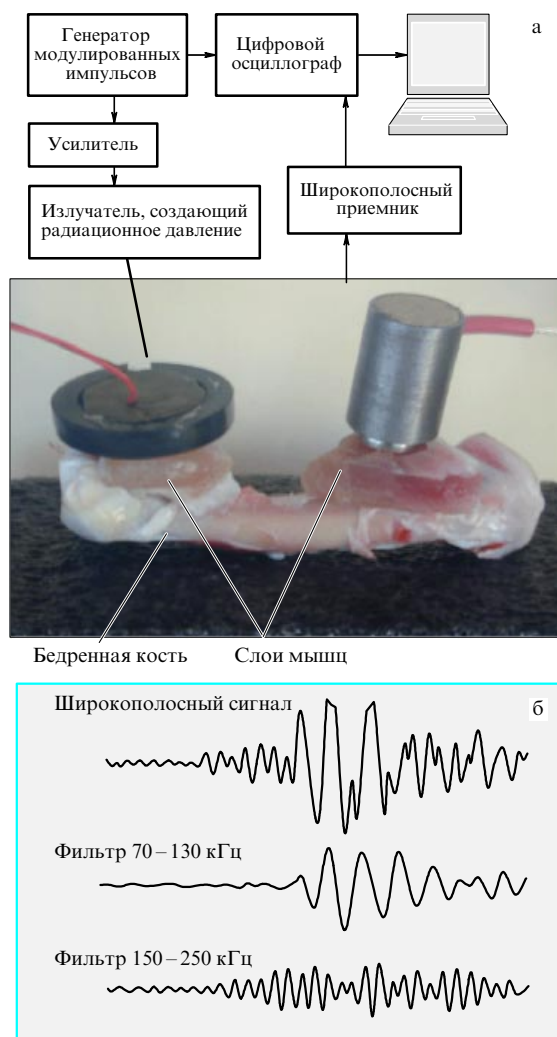 а
Генератор
модулированных
импульсов
Цифровой
осциллограф
Усилитель
Широкополосный
приемник
Излучатель, создающий
радиационное давление
Бедренная кость
Слои мышц
Широкополосный сигнал
б
Фильтр 70–130 кГц
Фильтр 150–250 кГц